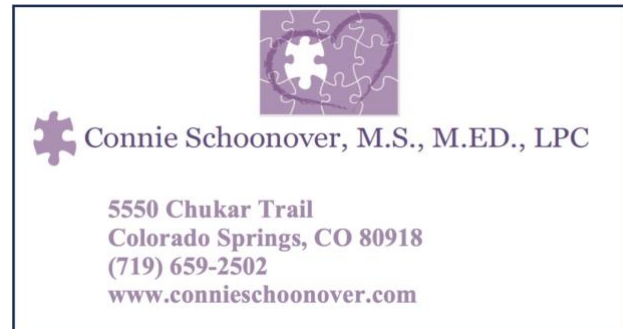 Connie Schoonover, M.S., M.ED., LPC
5550 Chukar Trail
Colorado Springs, CO 80918
(719) 659-2502
www.connieschoonover.com